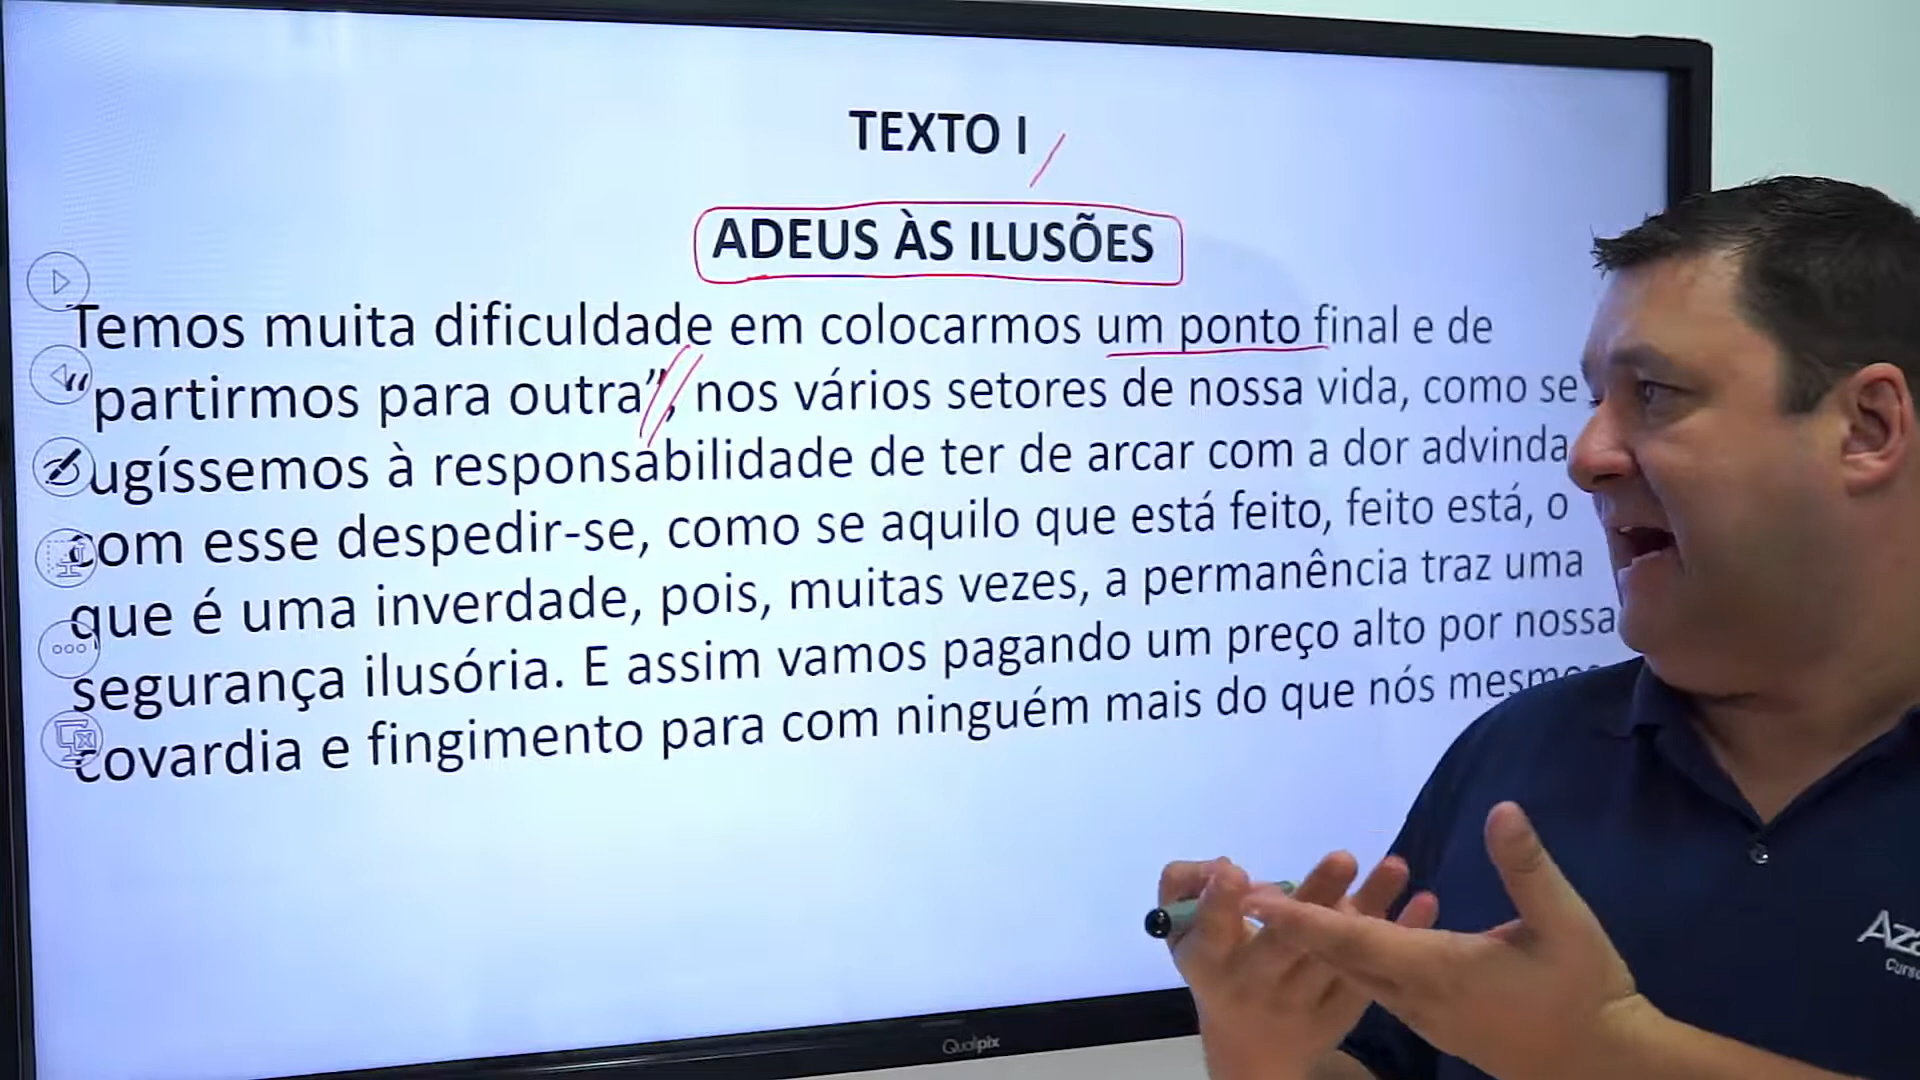 TEXTO I
ADEUS ÀS ILUSÕES
Temos muita dificuldade em colocarmos um ponto final e de
“partirmos para outra”, nos vários setores de nossa vida, como se
ugíssemos à responsabilidade de ter de arcar com a dor advinda
com esse despedir-se, como se aquilo que está feito, feito está, o
que é uma inverdade, pois, muitas vezes, a permanência traz uma
segurança ilusória. E assim vamos pagando um preço alto por nossa
covardia e fingimento para com ninguém mais do que nós mesmos
Qualipix